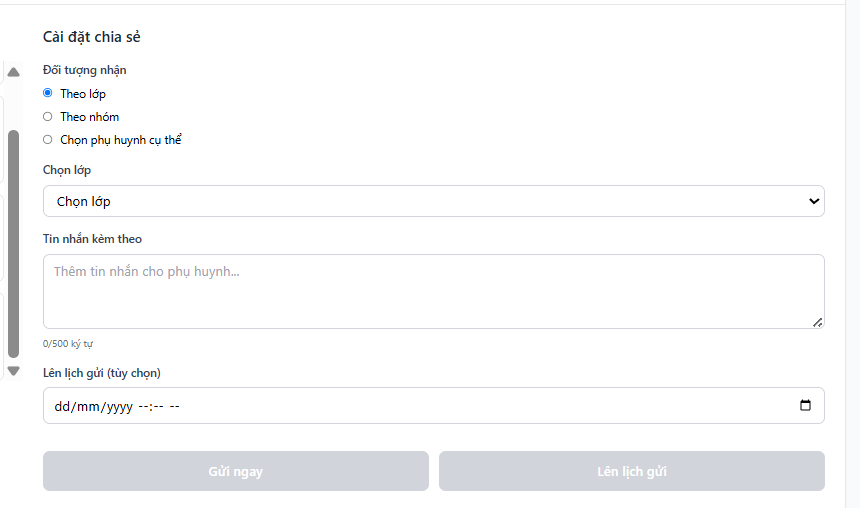 Cài đặt chia sẻ
Đối tượng nhận
Theo lớp
Theo nhóm
Chọn phụ huynh cụ thể
Chọn lớp
Chọn lớp
Tin nhắn kèm theo
Thêm tin nhắn cho phụ huynh...
0/500 ký tự
Lên lịch gửi (tùy chọn)
dd/mm/yyyy --:-- --
Gửi ngay
Lên lịch gửi